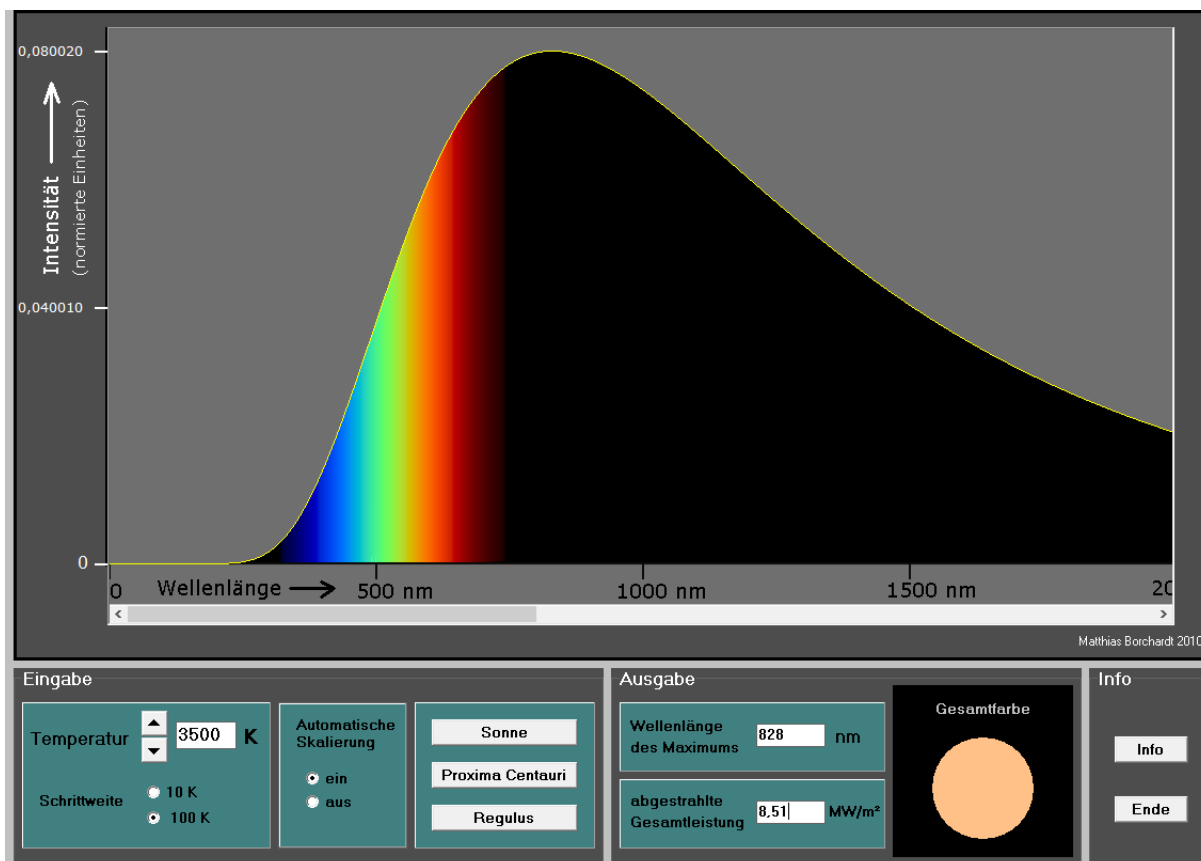 0,080020
Intensität
(normierte Einheiten)
0,040010
0
0
Wellenlänge
500 nm
1000 nm
1500 nm
20
Matthias Borchardt 2010
Eingabe
Temperatur
3500
K
Schrittweite
10 K
100 K
Automatische
Skalierung
ein
aus
Sonne
Proxima Centauri
Regulus
Ausgabe
Wellenlänge
des Maximums
828
nm
abgestrahlte
Gesamtleistung
8,51
MW/m²
Gesamtfarbe
Info
Info
Ende